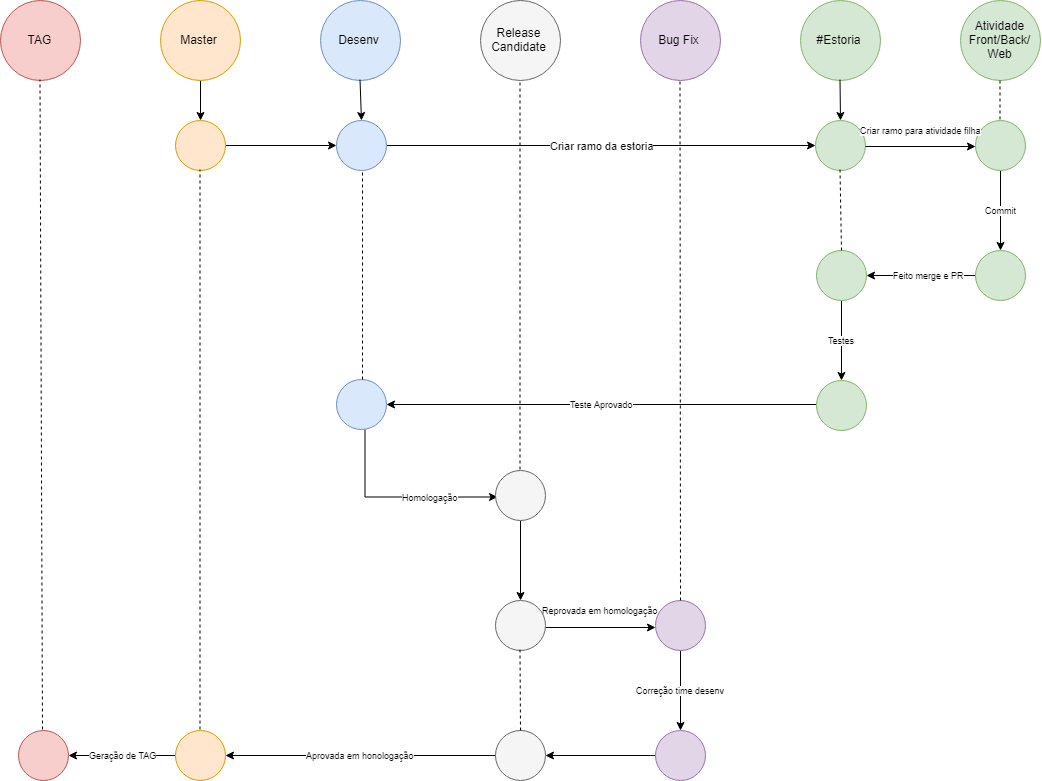 TAG
Master
Desenv
Release
Candidate
Bug Fix
#Estoria
Atividade
Front/Back/
Web
Criar ramo da estoria
Criar ramo para atividade filha
Commit
Feito merge e PR
Testes
Teste Aprovado
Homologação
Reprovada em homologação
Correção time desenv
Geração de TAG
Aprovada em honologação